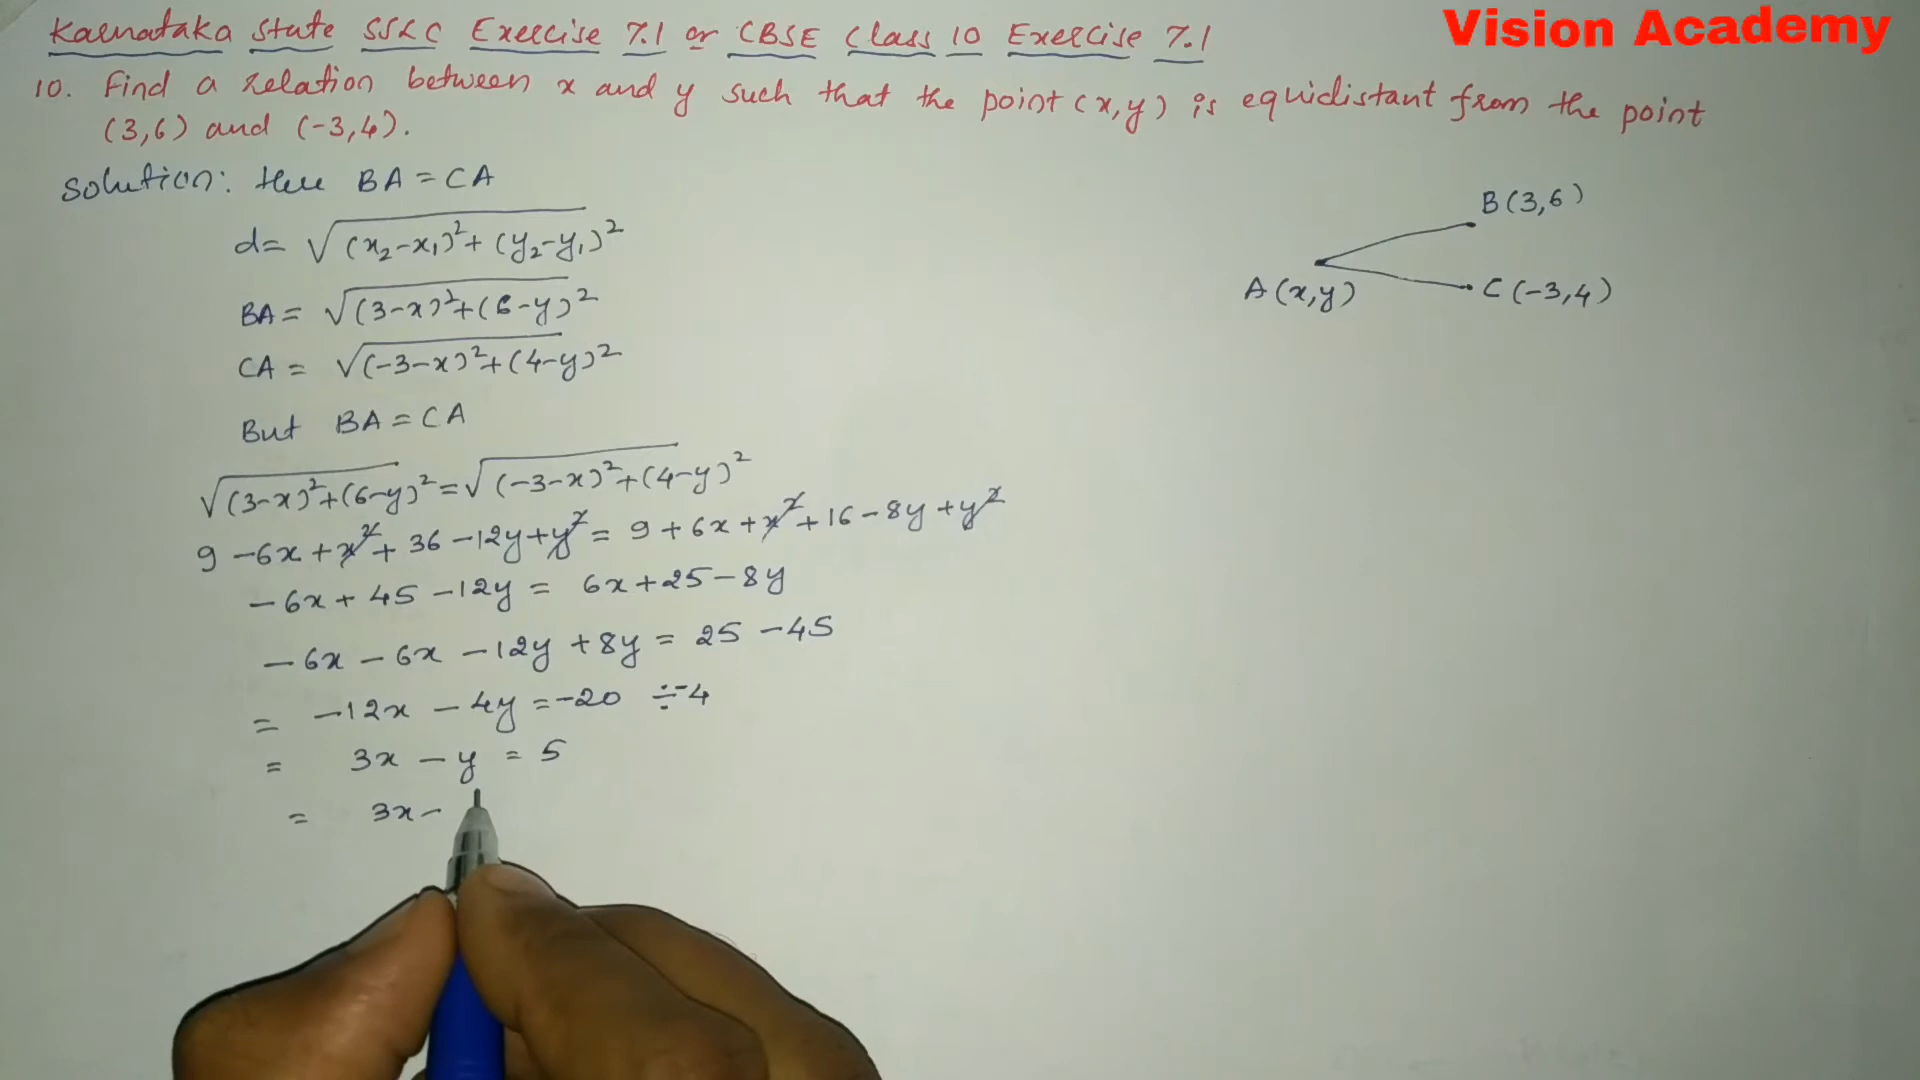 Karnataka State SSLC Exercise 7.1 or CBSE Class 10 Exercise 7.1
Vision Academy
10. Find a relation between x and y such that the point (x,y) is equidistant from the point
(3,6) and (-3,4).
Solution: Here BA = CA
d = √(x₂-x₁)²+(y₂-y₁)²
BA = √(3-x)²+(6-y)²
CA = √(-3-x)²+(4-y)²
But BA = CA
√(3-x)²+(6-y)² = √(-3-x)²+(4-y)²
9 -6x + x² + 36 -12y + y² = 9 + 6x + x² + 16 - 8y + y²
-6x + 45 -12y = 6x + 25 - 8y
-6x - 6x -12y + 8y = 25 - 45
= -12x - 4y = -20 ÷ -4
= 3x - y = 5
= 3x -
B(3,6)
A(x,y)
C(-3,4)